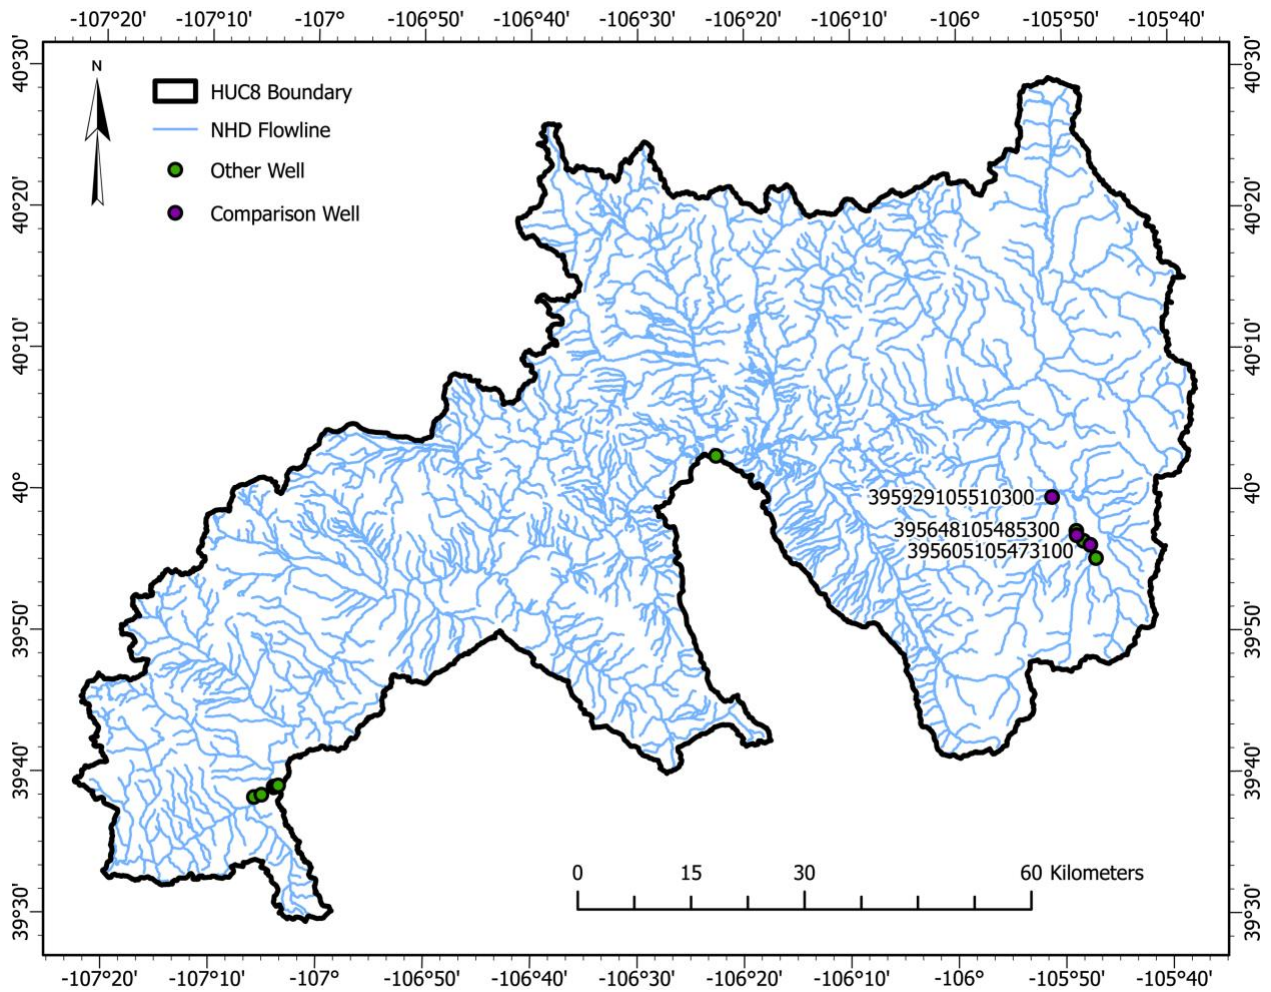 -107°20' -107°10' -107° -106°50' -106°40' -106°30' -106°20' -106°10' -106° -105°50' -105°40'
40°30' 40°30'
N
HUC8 Boundary
NHD Flowline
Other Well
Comparison Well
40°20' 40°20'
40°10' 40°10'
40° 40°
395929105510300
395648105485300
395605105473100
39°50' 39°50'
39°40' 39°40'
0 15 30 60 Kilometers
39°30' 39°30'
-107°20' -107°10' -107° -106°50' -106°40' -106°30' -106°20' -106°10' -106° -105°50' -105°40'